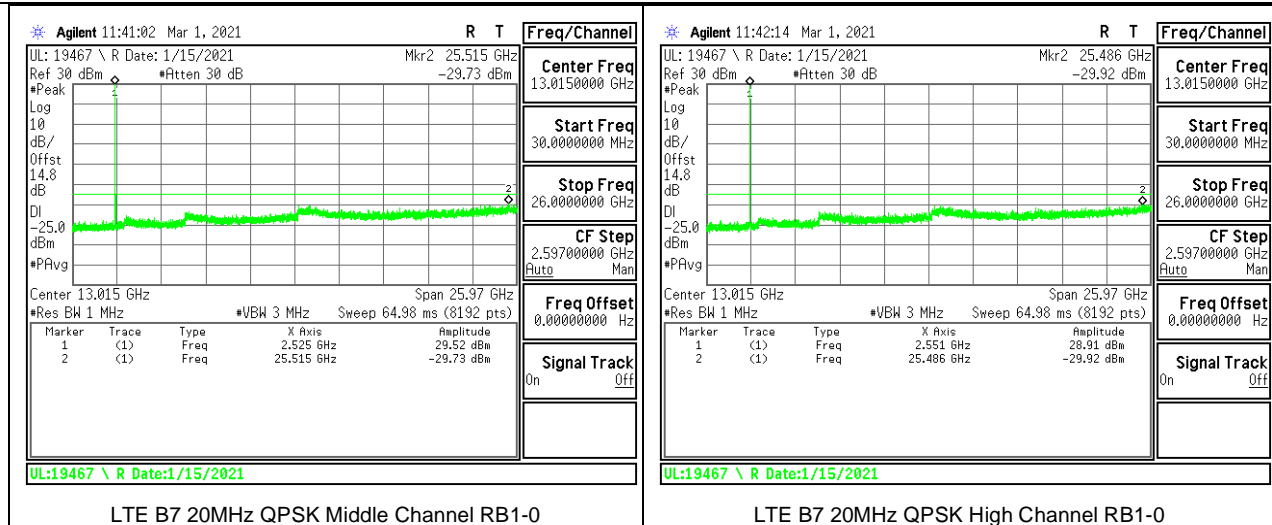 Agilent 11:41:02 Mar 1, 2021 R T
UL: 19467 \ R Date: 1/15/2021 Mkr2 25.515 GHz
Ref 30 dBm #Atten 30 dB -29.73 dBm
#Peak
Log
10
dB/
Offst
14.8
dB
DI
-25.0
dBm
#PAvg
1
2
Center 13.015 GHz Span 25.97 GHz
#Res BW 1 MHz #VBW 3 MHz Sweep 64.98 ms (8192 pts)
Marker Trace Type X Axis Amplitude
1 (1) Freq 2.525 GHz 29.52 dBm
2 (1) Freq 25.515 GHz -29.73 dBm
UL:19467 \ R Date:1/15/2021
Freq/Channel
Center Freq
13.0150000 GHz
Start Freq
30.0000000 MHz
Stop Freq
26.0000000 GHz
CF Step
2.59700000 GHz
Auto Man
Freq Offset
0.00000000 Hz
Signal Track
On Off
LTE B7 20MHz QPSK Middle Channel RB1-0
Agilent 11:42:14 Mar 1, 2021 R T
UL: 19467 \ R Date: 1/15/2021 Mkr2 25.486 GHz
Ref 30 dBm #Atten 30 dB -29.92 dBm
#Peak
Log
10
dB/
Offst
14.8
dB
DI
-25.0
dBm
#PAvg
1
2
Center 13.015 GHz Span 25.97 GHz
#Res BW 1 MHz #VBW 3 MHz Sweep 64.98 ms (8192 pts)
Marker Trace Type X Axis Amplitude
1 (1) Freq 2.551 GHz 28.91 dBm
2 (1) Freq 25.486 GHz -29.92 dBm
UL:19467 \ R Date:1/15/2021
Freq/Channel
Center Freq
13.0150000 GHz
Start Freq
30.0000000 MHz
Stop Freq
26.0000000 GHz
CF Step
2.59700000 GHz
Auto Man
Freq Offset
0.00000000 Hz
Signal Track
On Off
LTE B7 20MHz QPSK High Channel RB1-0